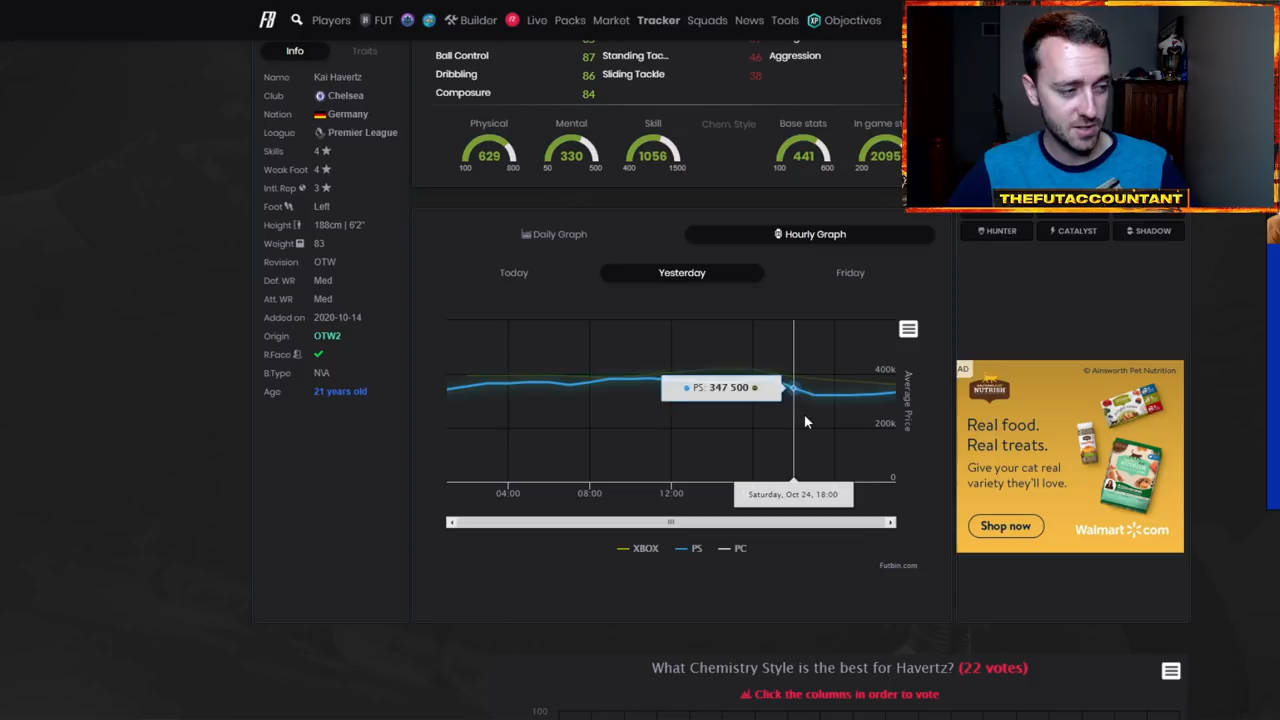 Players FUT Builder Live Packs Market Tracker Squads News Tools XP Objectives
Info Traits
Name Kai Havertz
Club Chelsea
Nation Germany
League Premier League
Skills 4
Weak Foot 4
Intl. Rep 3
Foot Left
Height 188cm | 6'2"
Weight 83
Revision OTW
Def. WR Med
Att. WR Med
Added on 2020-10-14
Origin OTW2
R.Face
B.Type N\A
Age 21 years old
Ball Control 87 Standing Tac... 46 Aggression
Dribbling 86 Sliding Tackle 38
Composure 84
Physical Mental Skill Chem. Style Base stats In game st
629 330 1056 441 2095
100 800 50 500 400 1500 100 600 200
THEFUTACCOUNTANT
HUNTER CATALYST SHADOW
Daily Graph Hourly Graph
Today Yesterday Friday
PS: 347 500
400k
200k
0
Average Price
04:00 08:00 12:00
Saturday, Oct 24, 18:00
XBOX PS PC
Futbin.com
AD
© Ainsworth Pet Nutrition
NUTRISH
Real food.
Real treats.
Give your cat real
variety they'll love.
Shop now
Walmart.com
What Chemistry Style is the best for Havertz? (22 votes)
Click the columns in order to vote
100